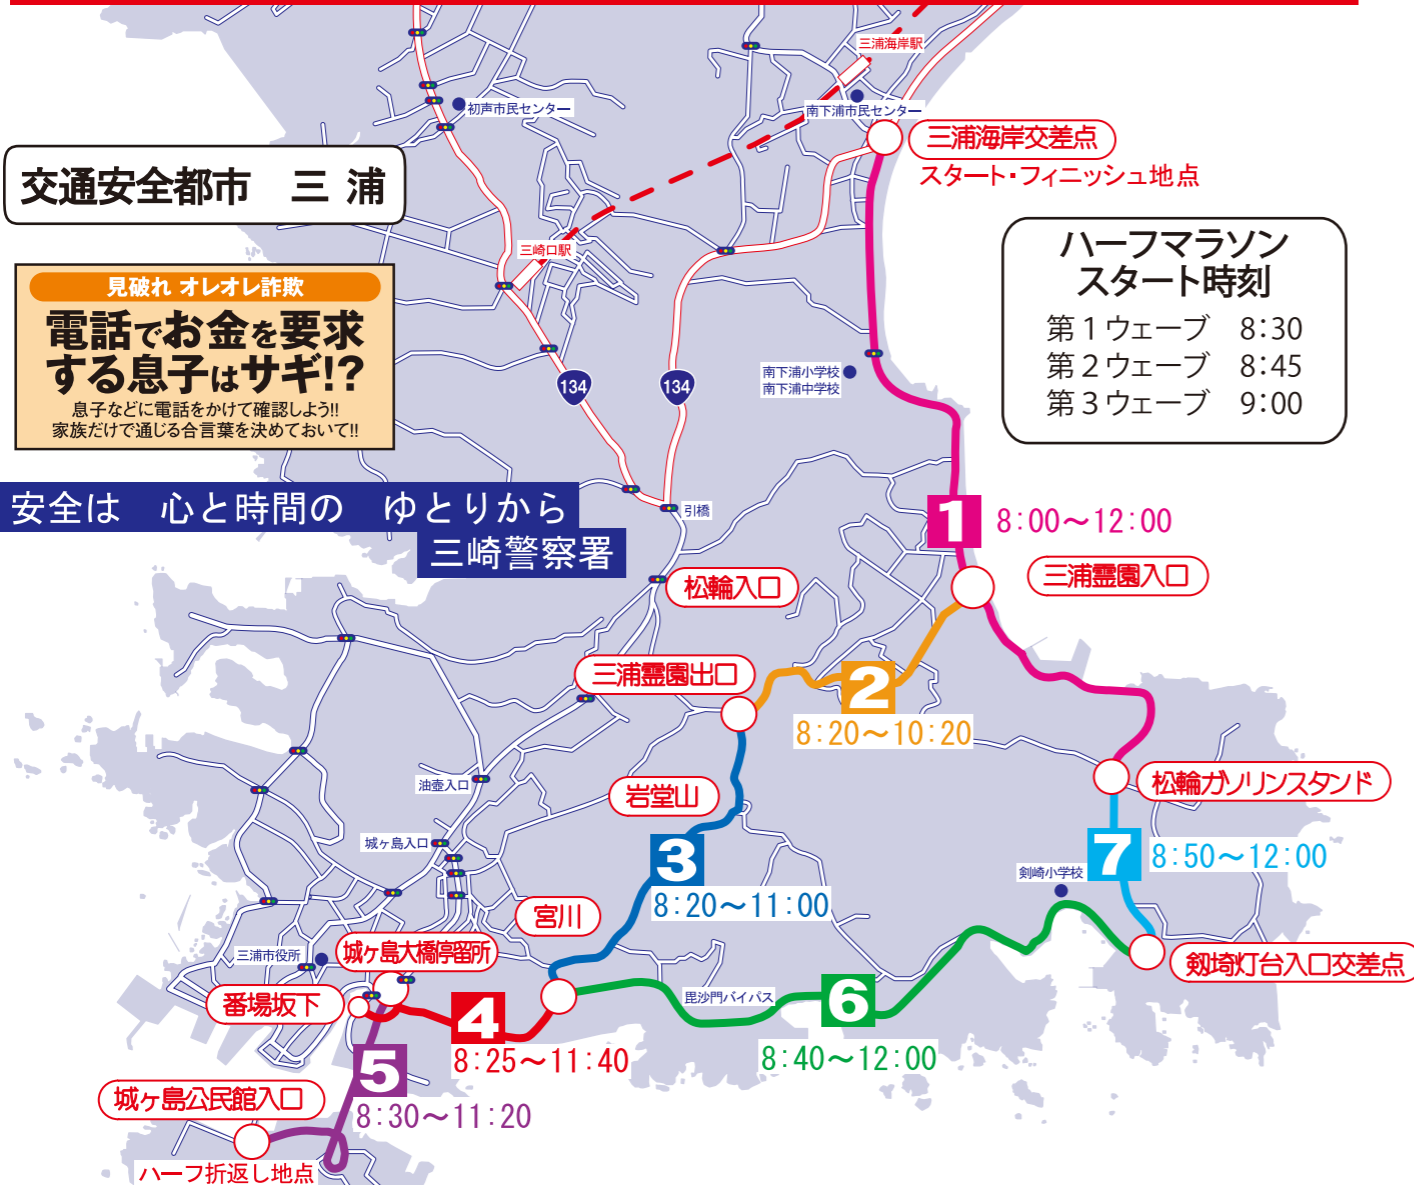 三浦海岸駅
初声市民センター
南下浦市民センター
三浦海岸交差点
スタート・フィニッシュ地点
交通安全都市　三 浦
三崎口駅
ハーフマラソン
スタート時刻
第1ウェーブ　8:30
第2ウェーブ　8:45
第3ウェーブ　9:00
見破れ オレオレ詐欺
電話でお金を要求
する息子はサギ!?
息子などに電話をかけて確認しよう!!
家族だけで通じる合言葉を決めておいて!!
134
134
南下浦小学校
南下浦中学校
安全は　心と時間の　ゆとりから
三崎警察署
引橋
1
8:00～12:00
松輪入口
三浦霊園入口
三浦霊園出口
2
8:20～10:20
油壺入口
岩堂山
松輪ガソリンスタンド
城ヶ島入口
3
8:20～11:00
7
8:50～12:00
剣崎小学校
宮川
三浦市役所
城ヶ島大橋停留所
剱埼灯台入口交差点
番場坂下
毘沙門バイパス
4
8:25～11:40
6
8:40～12:00
5
8:30～11:20
城ヶ島公民館入口
ハーフ折返し地点